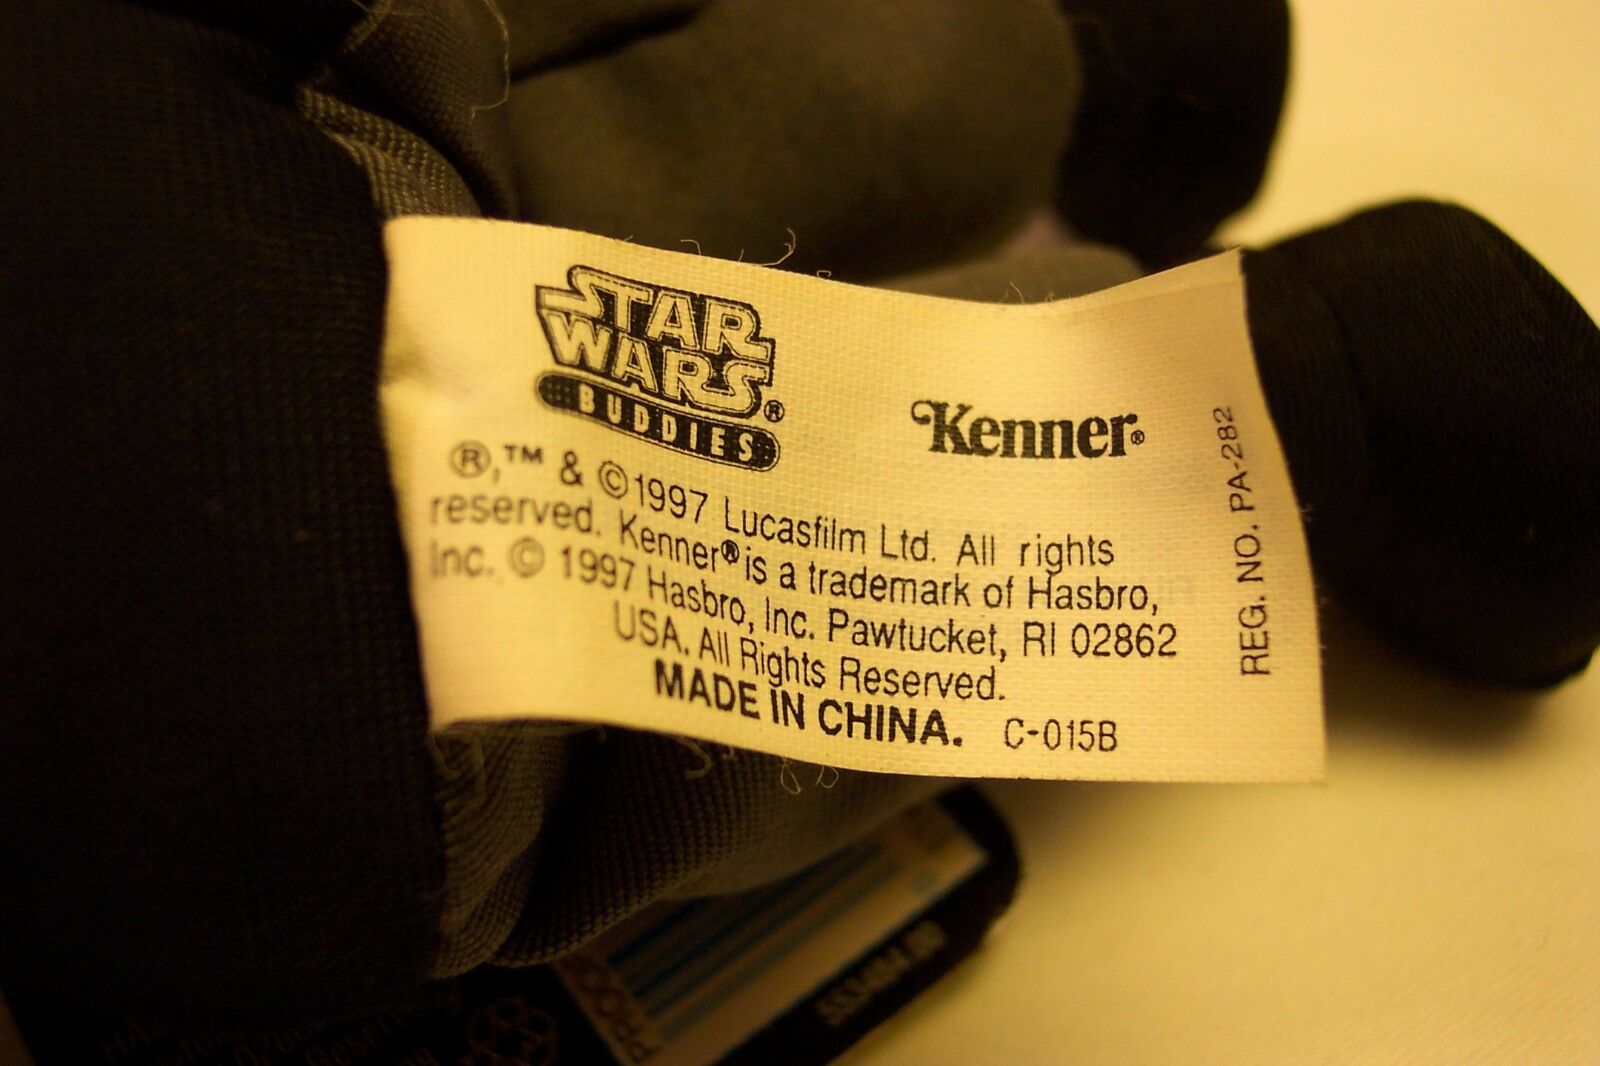 STAR
WARS®
BUDDIES
Kenner®
®,™ & ©1997 Lucasfilm Ltd. All rights
reserved. Kenner® is a trademark of Hasbro,
Inc. © 1997 Hasbro, Inc. Pawtucket, RI 02862
USA. All Rights Reserved.
MADE IN CHINA. C-015B
REG. NO. PA-282